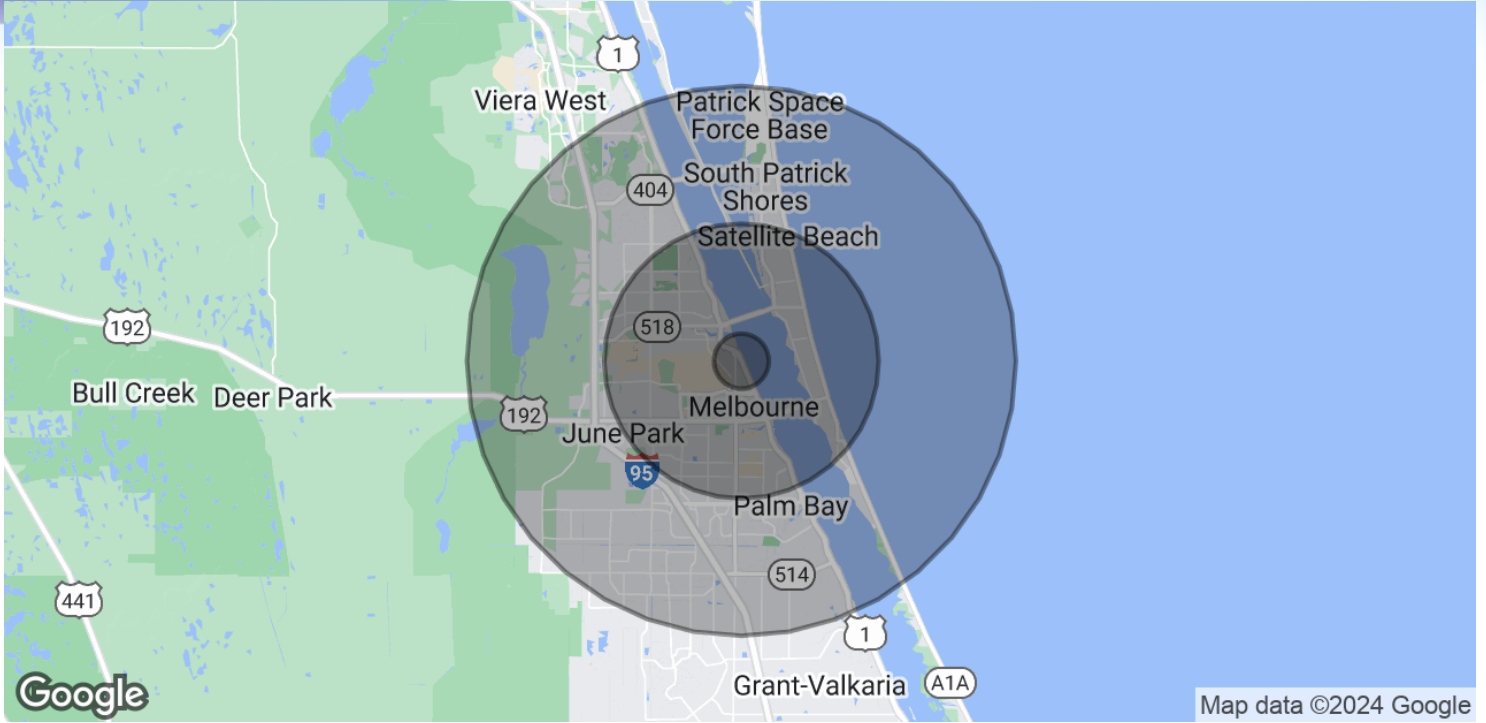 1
Viera West
Patrick Space
Force Base
404
South Patrick
Shores
Satellite Beach
192
518
Bull Creek
Deer Park
192
Melbourne
June Park
95
Palm Bay
514
441
1
Grant-Valkaria
A1A
Google
Map data ©2024 Google